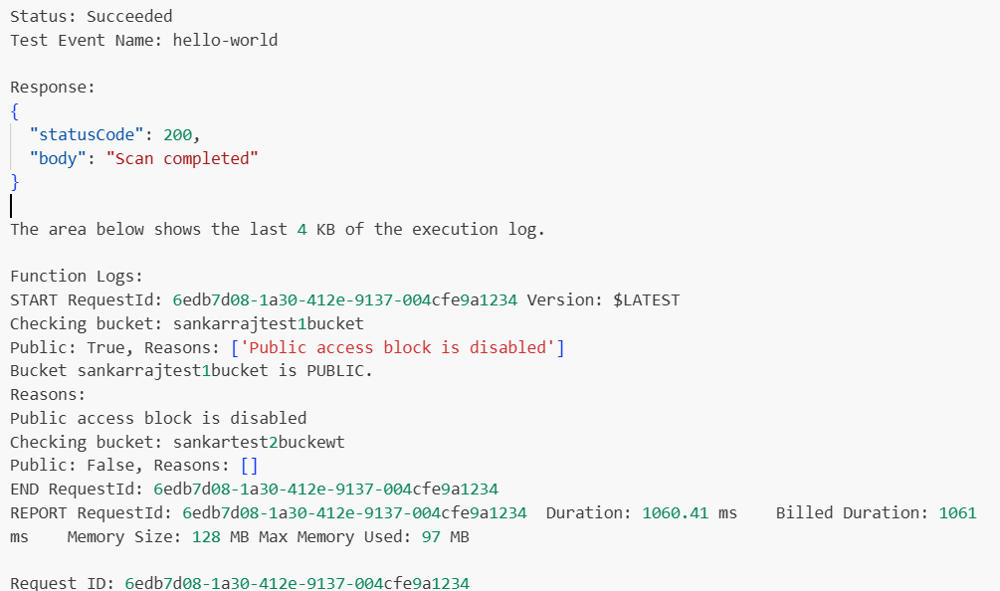 Status: Succeeded
Test Event Name: hello-world
Response:
{
"statusCode": 200,
"body": "Scan completed"
}
The area below shows the last 4 KB of the execution log.
Function Logs:
START RequestId: 6edb7d08-1a30-412e-9137-004cfe9a1234 Version: $LATEST
Checking bucket: sankarrajtest1bucket
Public: True, Reasons: ['Public access block is disabled']
Bucket sankarrajtest1bucket is PUBLIC.
Reasons:
Public access block is disabled
Checking bucket: sankartest2buckewt
Public: False, Reasons: []
END RequestId: 6edb7d08-1a30-412e-9137-004cfe9a1234
REPORT RequestId: 6edb7d08-1a30-412e-9137-004cfe9a1234  Duration: 1060.41 ms    Billed Duration: 1061
ms    Memory Size: 128 MB Max Memory Used: 97 MB
Request ID: 6edb7d08-1a30-412e-9137-004cfe9a1234